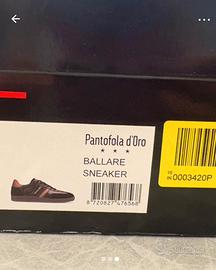 Pantofola d'Oro
BALLARE
SNEAKER
8 720827 476568
0003420P